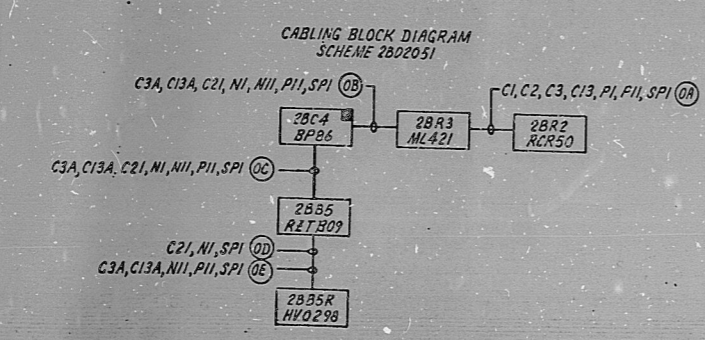 CABLING BLOCK DIAGRAM
SCHEME 2BD2051
C3A, C13A, C21, N1, N11, P11, SP1 0B
C1, C2, C3, C13, P1, P11, SP1 0A
2BC4
BP86
2BR3
ML421
2BR2
RCR50
C3A, C13A, C21, N1, N11, P11, SP1 0C
2BB5
RZTB09
C21, N1, SP1 0D
C3A, C13A, N11, P11, SP1 0E
2BB5R
HV0298